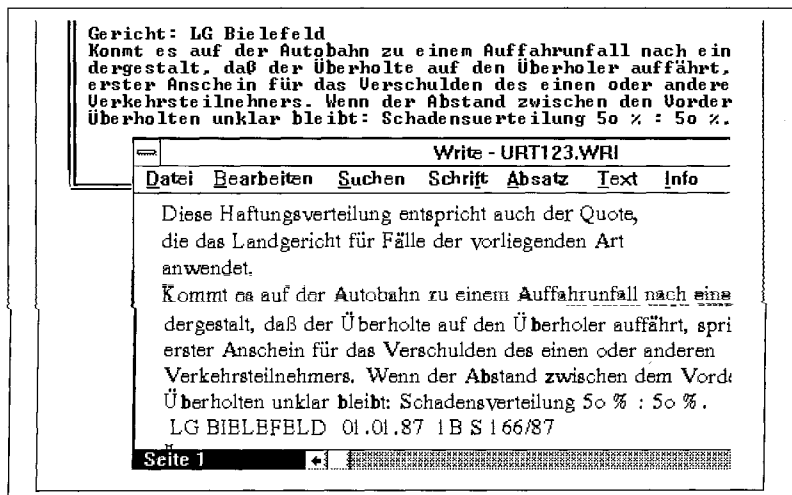 Gericht: LG Bielefeld
Kommt es auf der Autobahn zu einem Auffahrunfall nach ein
dergestalt, daß der Überholte auf den Überholer auffährt,
erster Anschein für das Verschulden des einen oder andere
Verkehrsteilnehmers. Wenn der Abstand zwischen den Vorder
Überholten unklar bleibt: Schadensverteilung 5o % : 5o %.
Write - URT123.WRI
Datei Bearbeiten Suchen Schrift Absatz Text Info
Diese Haftungsverteilung entspricht auch der Quote,
die das Landgericht für Fälle der vorliegenden Art
anwendet.
Kommt es auf der Autobahn zu einem Auffahrunfall nach eine
dergestalt, daß der Überholte auf den Überholer auffährt, spri
erster Anschein für das Verschulden des einen oder anderen
Verkehrsteilnehmers. Wenn der Abstand zwischen dem Vorde
Überholten unklar bleibt: Schadensverteilung 5o % : 5o %.
LG BIELEFELD 01.01.87 1B S 166/87
Seite 1